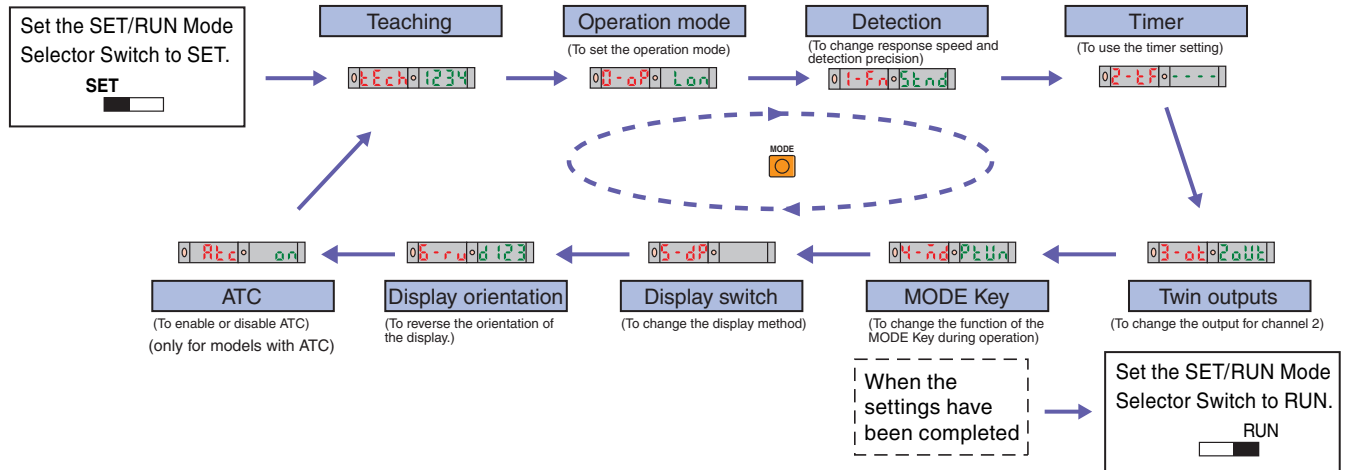 Set the SET/RUN Mode
Selector Switch to SET.
SET
Teaching
tEch 1234
Operation mode
(To set the operation mode)
0-oP Lon
Detection
(To change response speed and
detection precision)
1-Fn Stnd
Timer
(To use the timer setting)
2-tF ----
MODE
Atc on
ATC
(To enable or disable ATC)
(only for models with ATC)
6-ru d123
Display orientation
(To reverse the orientation of
the display.)
5-dP
Display switch
(To change the display method)
4-md PtUn
MODE Key
(To change the function of the
MODE Key during operation)
3-ot 2oUt
Twin outputs
(To change the output for channel 2)
When the
settings have
been completed
Set the SET/RUN Mode
Selector Switch to RUN.
RUN